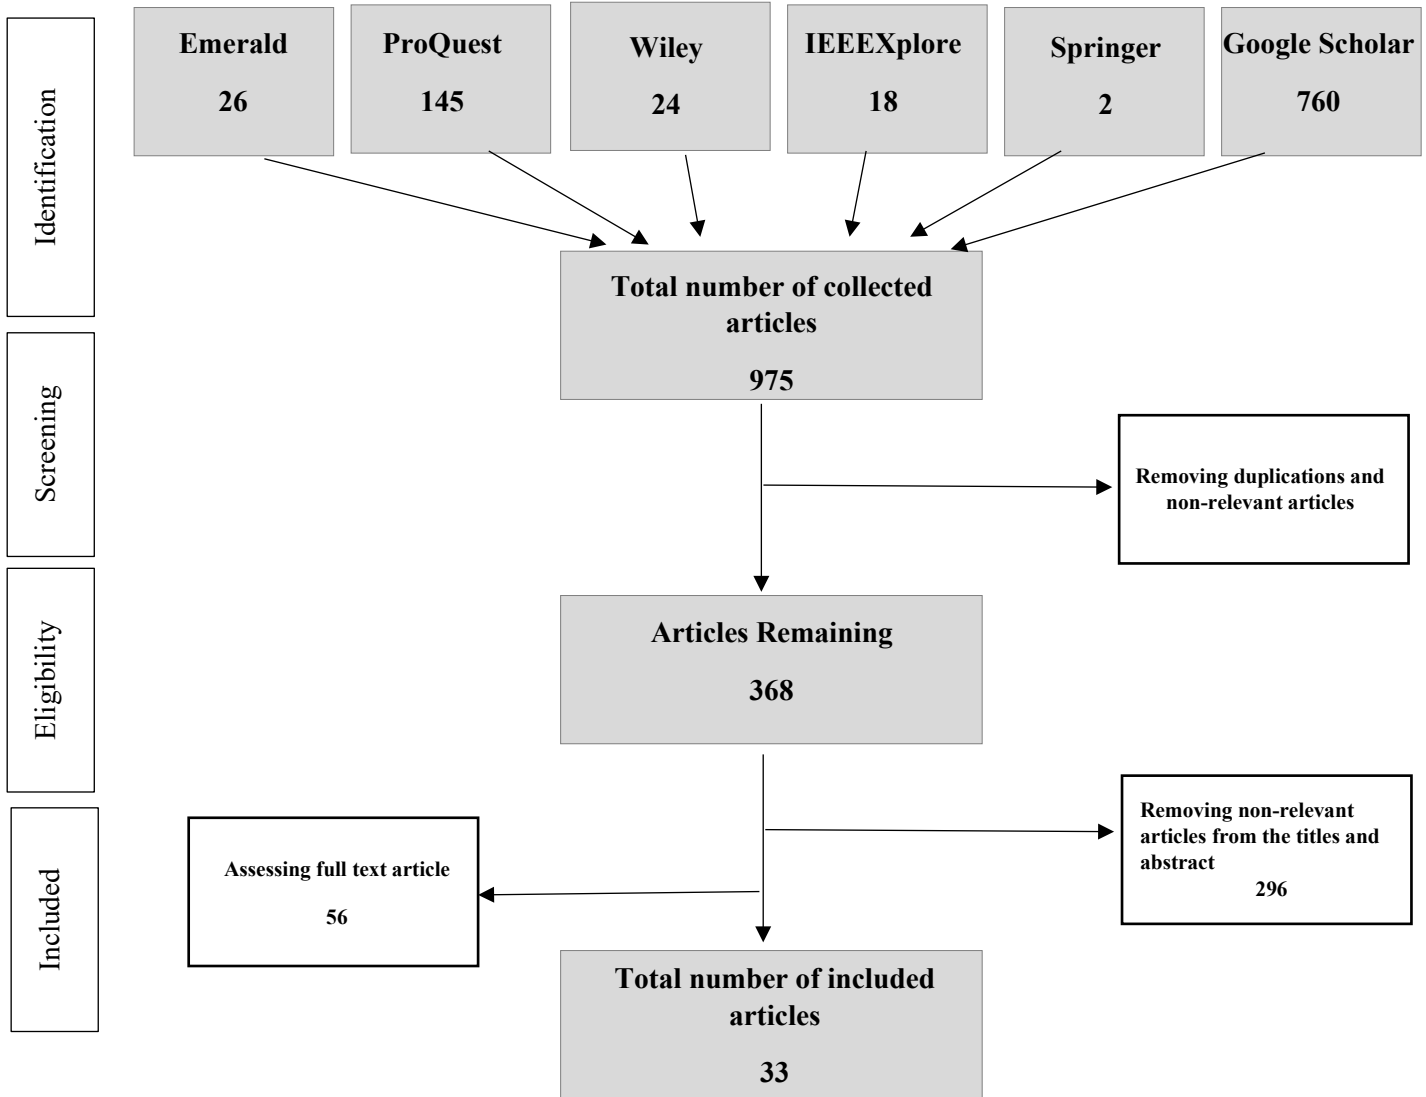 Identification
Emerald
26
ProQuest
145
Wiley
24
IEEEXplore
18
Springer
2
Google Scholar
760
Total number of collected
articles
975
Screening
Removing duplications and
non-relevant articles
Eligibility
Articles Remaining
368
Included
Assessing full text article
56
Removing non-relevant
articles from the titles and
abstract
296
Total number of included
articles
33